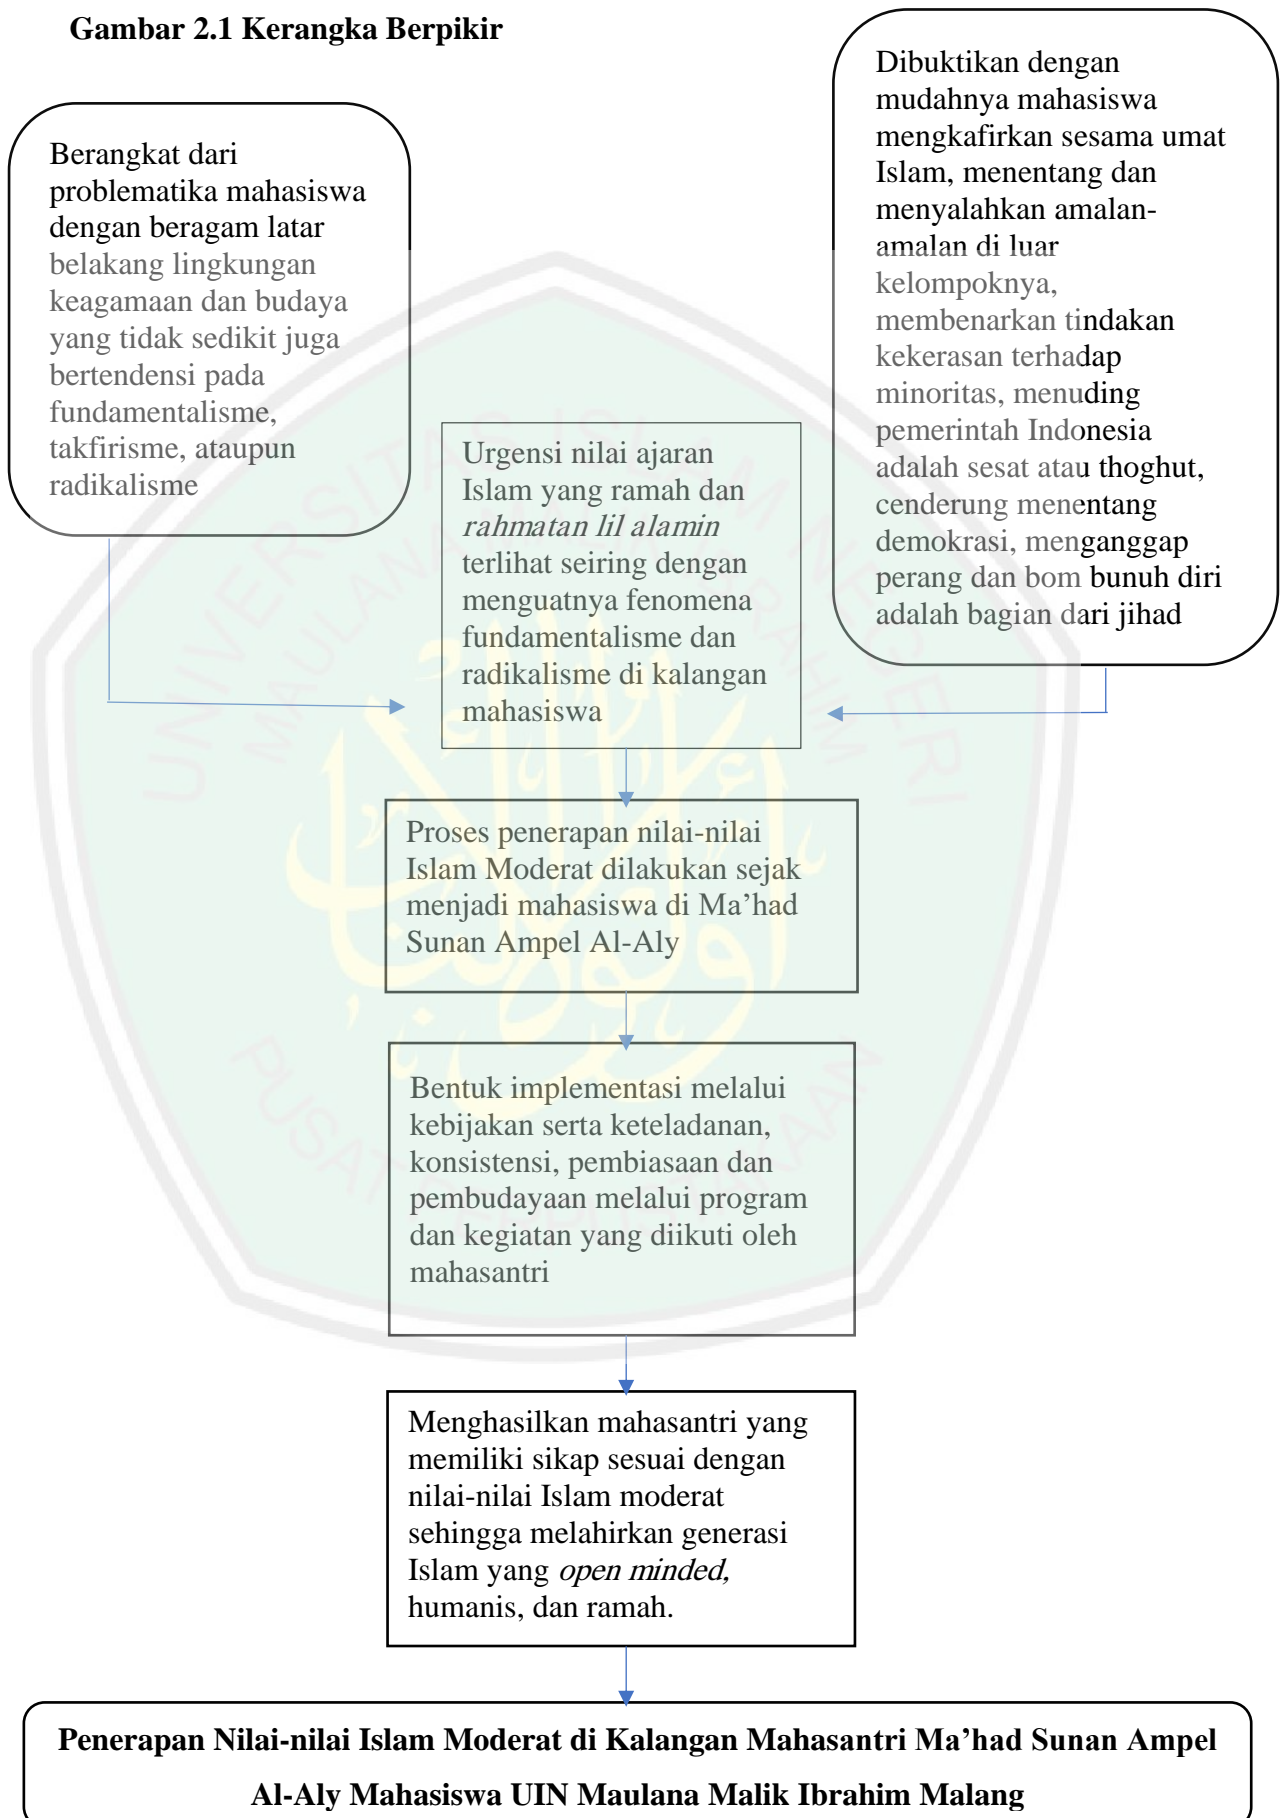 Gambar 2.1 Kerangka Berpikir
Berangkat dari
problematika mahasiswa
dengan beragam latar
belakang lingkungan
keagamaan dan budaya
yang tidak sedikit juga
bertendensi pada
fundamentalisme,
takfirisme, ataupun
radikalisme
Dibuktikan dengan
mudahnya mahasiswa
mengkafirkan sesama umat
Islam, menentang dan
menyalahkan amalan-
amalan di luar
kelompoknya,
membenarkan tindakan
kekerasan terhadap
minoritas, menuding
pemerintah Indonesia
adalah sesat atau thoghut,
cenderung menentang
demokrasi, menganggap
perang dan bom bunuh diri
adalah bagian dari jihad
Urgensi nilai ajaran
Islam yang ramah dan
rahmatan lil alamin
terlihat seiring dengan
menguatnya fenomena
fundamentalisme dan
radikalisme di kalangan
mahasiswa
Proses penerapan nilai-nilai
Islam Moderat dilakukan sejak
menjadi mahasiswa di Ma’had
Sunan Ampel Al-Aly
Bentuk implementasi melalui
kebijakan serta keteladanan,
konsistensi, pembiasaan dan
pembudayaan melalui program
dan kegiatan yang diikuti oleh
mahasantri
Menghasilkan mahasantri yang
memiliki sikap sesuai dengan
nilai-nilai Islam moderat
sehingga melahirkan generasi
Islam yang open minded,
humanis, dan ramah.
Penerapan Nilai-nilai Islam Moderat di Kalangan Mahasantri Ma’had Sunan Ampel
Al-Aly Mahasiswa UIN Maulana Malik Ibrahim Malang
UNIVERSITAS ISLAM NEGERI
MAULANA MALIK IBRAHIM
PUSAT PERPUSTAKAAN